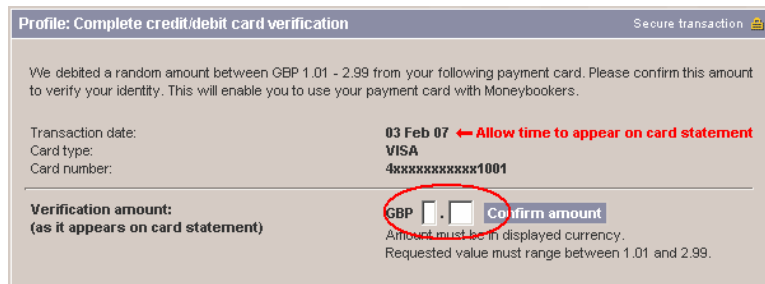 Profile: Complete credit/debit card verification Secure transaction
We debited a random amount between GBP 1.01 - 2.99 from your following payment card. Please confirm this amount
to verify your identity. This will enable you to use your payment card with Moneybookers.
Transaction date: 03 Feb 07 ← Allow time to appear on card statement
Card type: VISA
Card number: 4xxxxxxxxxxx1001
Verification amount: GBP . Confirm amount
(as it appears on card statement) Amount must be in displayed currency.
Requested value must range between 1.01 and 2.99.